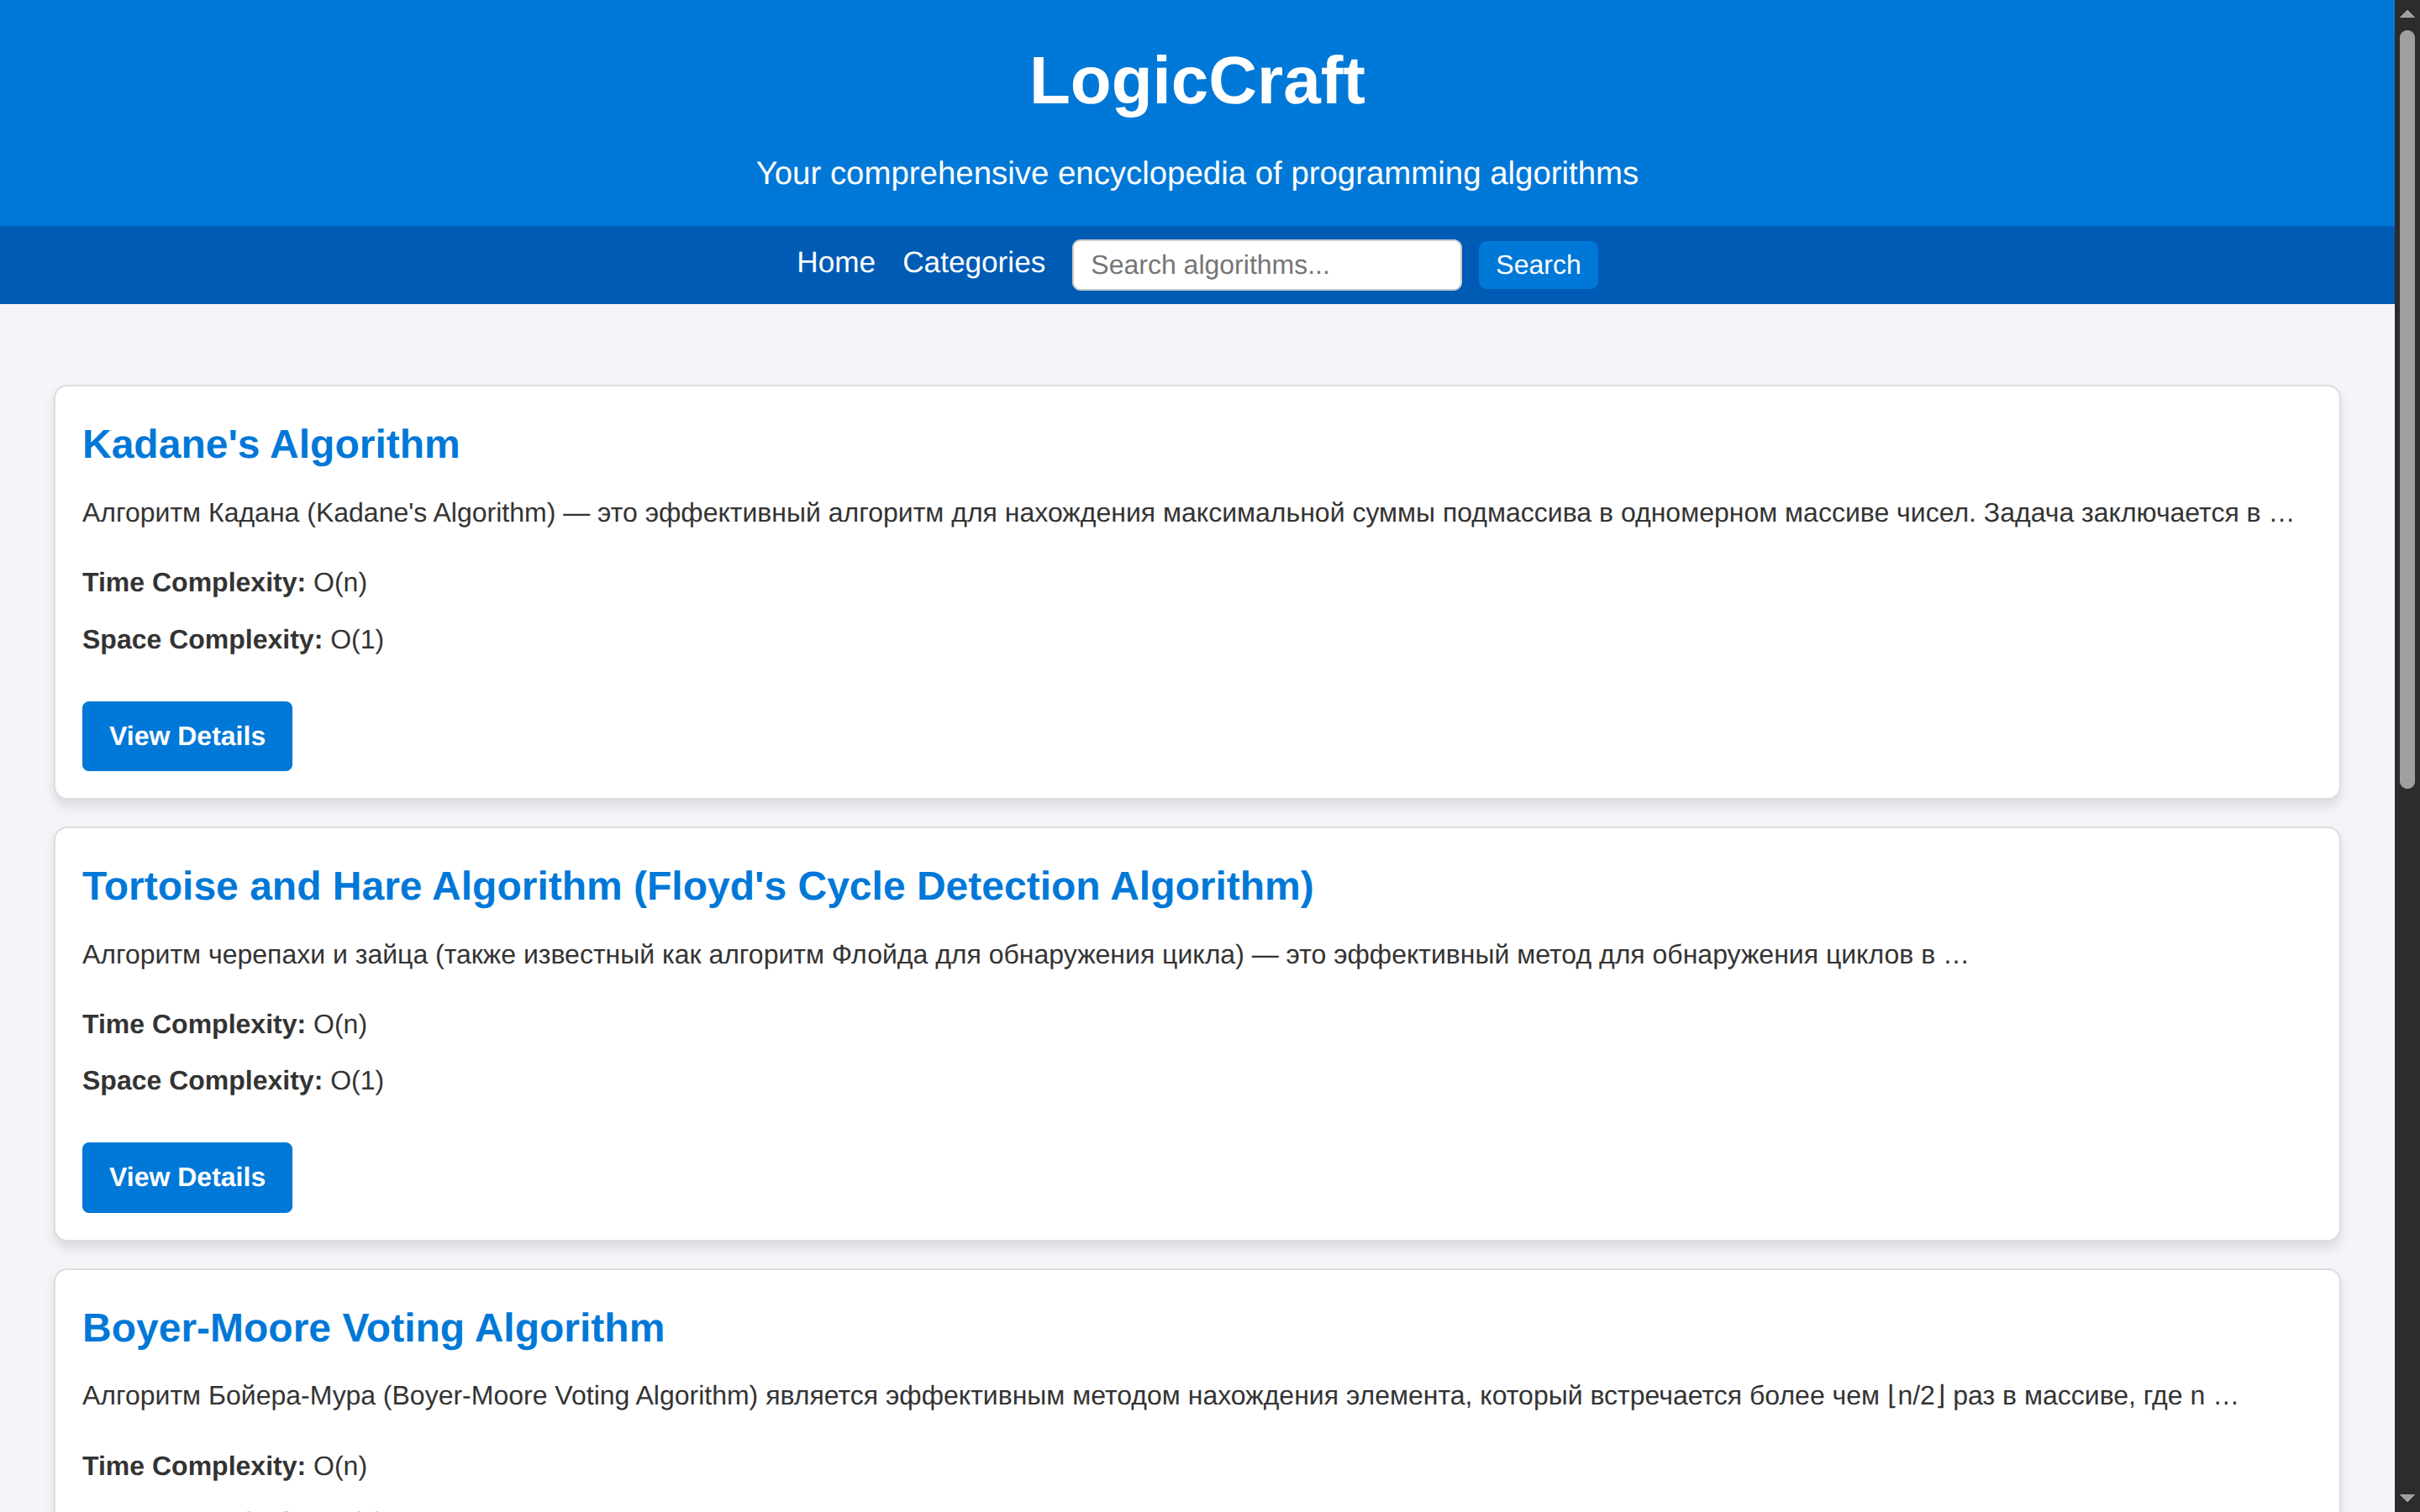 LogicCraft
Your comprehensive encyclopedia of programming algorithms
Home Categories Search algorithms... Search
Kadane's Algorithm
Алгоритм Кадана (Kadane's Algorithm) — это эффективный алгоритм для нахождения максимальной суммы подмассива в одномерном массиве чисел. Задача заключается в …
Time Complexity: O(n)
Space Complexity: O(1)
View Details
Tortoise and Hare Algorithm (Floyd's Cycle Detection Algorithm)
Алгоритм черепахи и зайца (также известный как алгоритм Флойда для обнаружения цикла) — это эффективный метод для обнаружения циклов в …
Time Complexity: O(n)
Space Complexity: O(1)
View Details
Boyer-Moore Voting Algorithm
Алгоритм Бойера-Мура (Boyer-Moore Voting Algorithm) является эффективным методом нахождения элемента, который встречается более чем ⌊n/2⌋ раз в массиве, где n …
Time Complexity: O(n)